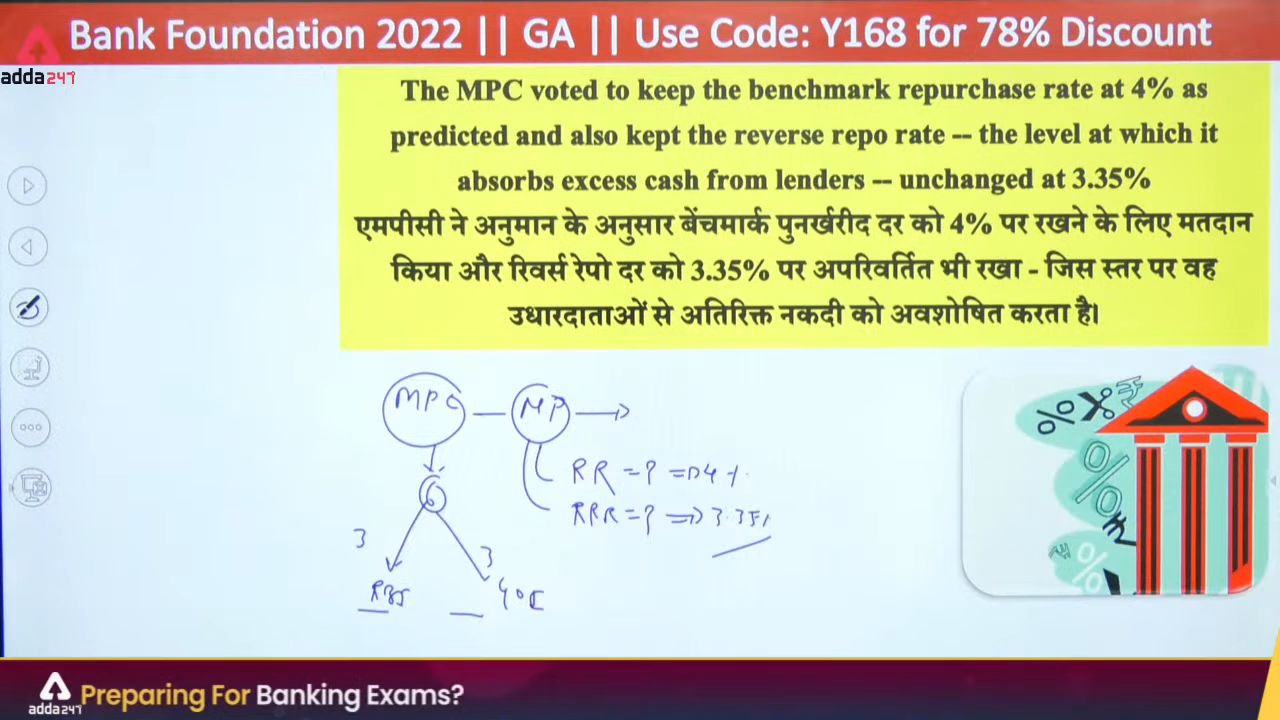 Bank Foundation 2022 || GA || Use Code: Y168 for 78% Discount
adda247
The MPC voted to keep the benchmark repurchase rate at 4% as
predicted and also kept the reverse repo rate -- the level at which it
absorbs excess cash from lenders -- unchanged at 3.35%
एमपीसी ने अनुमान के अनुसार बेंचमार्क पुनर्खरीद दर को 4% पर रखने के लिए मतदान
किया और रिवर्स रेपो दर को 3.35% पर अपरिवर्तित भी रखा - जिस स्तर पर वह
उधारदाताओं से अतिरिक्त नकदी को अवशोषित करता है।
MPC MP
RR = ? => 4 %
6
RRR = ? => 3.35%
3 3
RBI GOI
Preparing For Banking Exams?
adda247